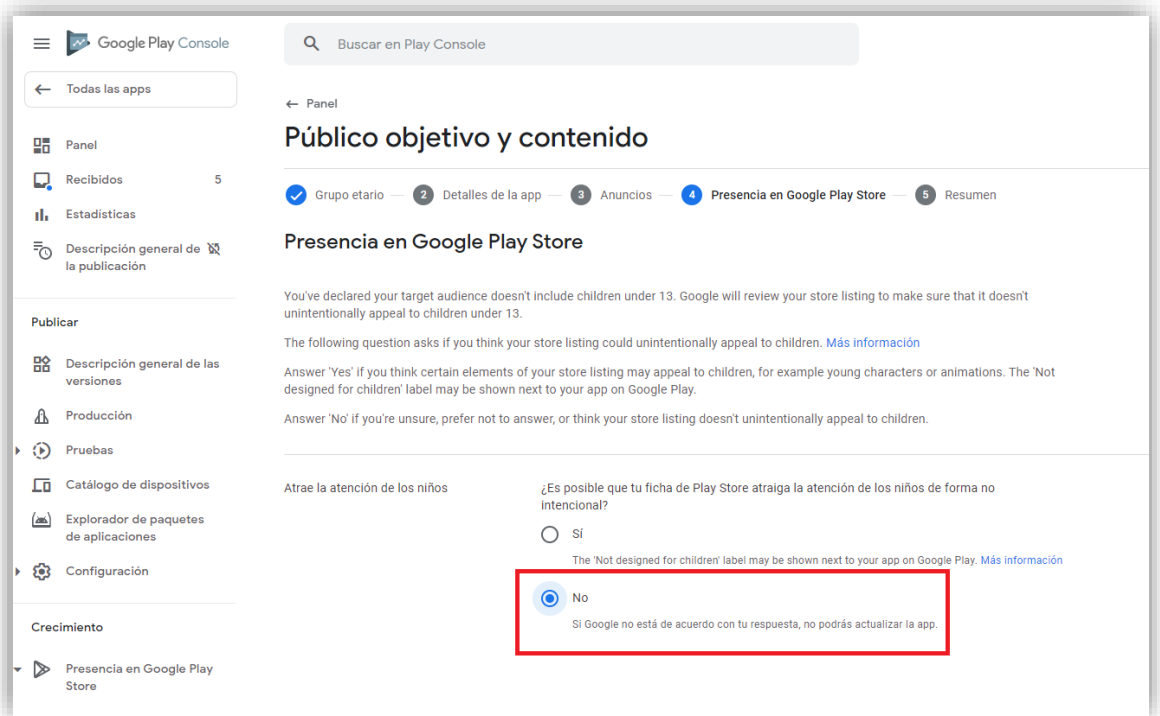 Google Play Console
Buscar en Play Console
Todas las apps
Panel
Recibidos 5
Estadísticas
Descripción general de
la publicación
Publicar
Descripción general de las
versiones
Producción
Pruebas
Catálogo de dispositivos
Explorador de paquetes
de aplicaciones
Configuración
Crecimiento
Presencia en Google Play
Store
Panel
Público objetivo y contenido
Grupo etario 2 Detalles de la app 3 Anuncios 4 Presencia en Google Play Store 5 Resumen
Presencia en Google Play Store
You've declared your target audience doesn't include children under 13. Google will review your store listing to make sure that it doesn't
unintentionally appeal to children under 13.
The following question asks if you think your store listing could unintentionally appeal to children. Más información
Answer 'Yes' if you think certain elements of your store listing may appeal to children, for example young characters or animations. The 'Not
designed for children' label may be shown next to your app on Google Play.
Answer 'No' if you're unsure, prefer not to answer, or think your store listing doesn't unintentionally appeal to children.
Atrae la atención de los niños
¿Es posible que tu ficha de Play Store atraiga la atención de los niños de forma no
intencional?
Sí
The 'Not designed for children' label may be shown next to your app on Google Play. Más información
No
Si Google no está de acuerdo con tu respuesta, no podrás actualizar la app.